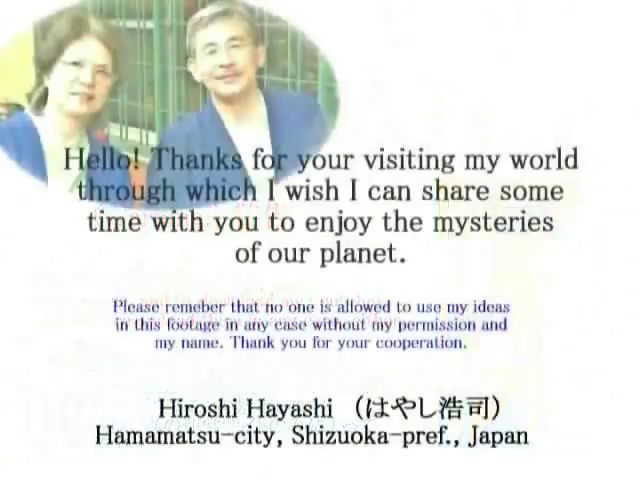 Hello! Thanks for your visiting my world
through which I wish I can share some
time with you to enjoy the mysteries
of our planet.
Please remeber that no one is allowed to use my ideas
in this footage in any case without my permission and
my name. Thank you for your cooperation.
Hiroshi Hayashi （はやし浩司）
Hamamatsu-city, Shizuoka-pref., Japan